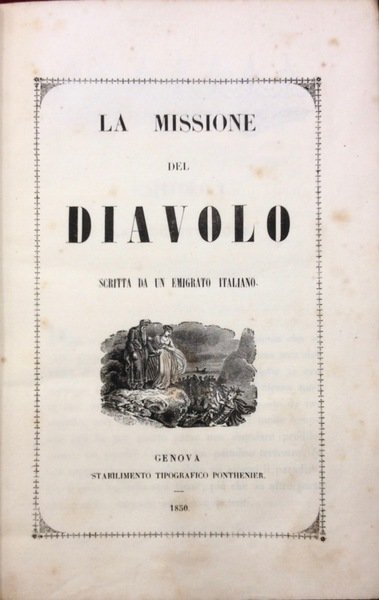 LA MISSIONE
DEL
DIAVOLO
SCRITTA DA UN EMIGRATO ITALIANO.
GENOVA
STABILIMENTO TIPOGRAFICO PONTHENIER.
1850.